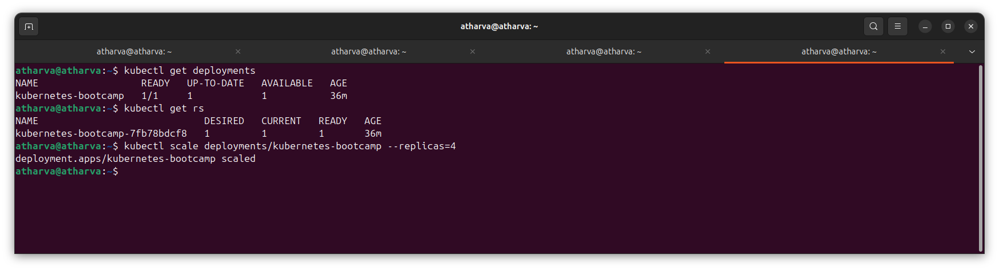 atharva@atharva: ~
atharva@atharva: ~ atharva@atharva: ~ atharva@atharva: ~ atharva@atharva: ~
atharva@atharva:~$ kubectl get deployments
NAME                  READY   UP-TO-DATE   AVAILABLE   AGE
kubernetes-bootcamp   1/1     1            1           36m
atharva@atharva:~$ kubectl get rs
NAME                             DESIRED   CURRENT   READY   AGE
kubernetes-bootcamp-7fb78bdcf8   1         1         1       36m
atharva@atharva:~$ kubectl scale deployments/kubernetes-bootcamp --replicas=4
deployment.apps/kubernetes-bootcamp scaled
atharva@atharva:~$